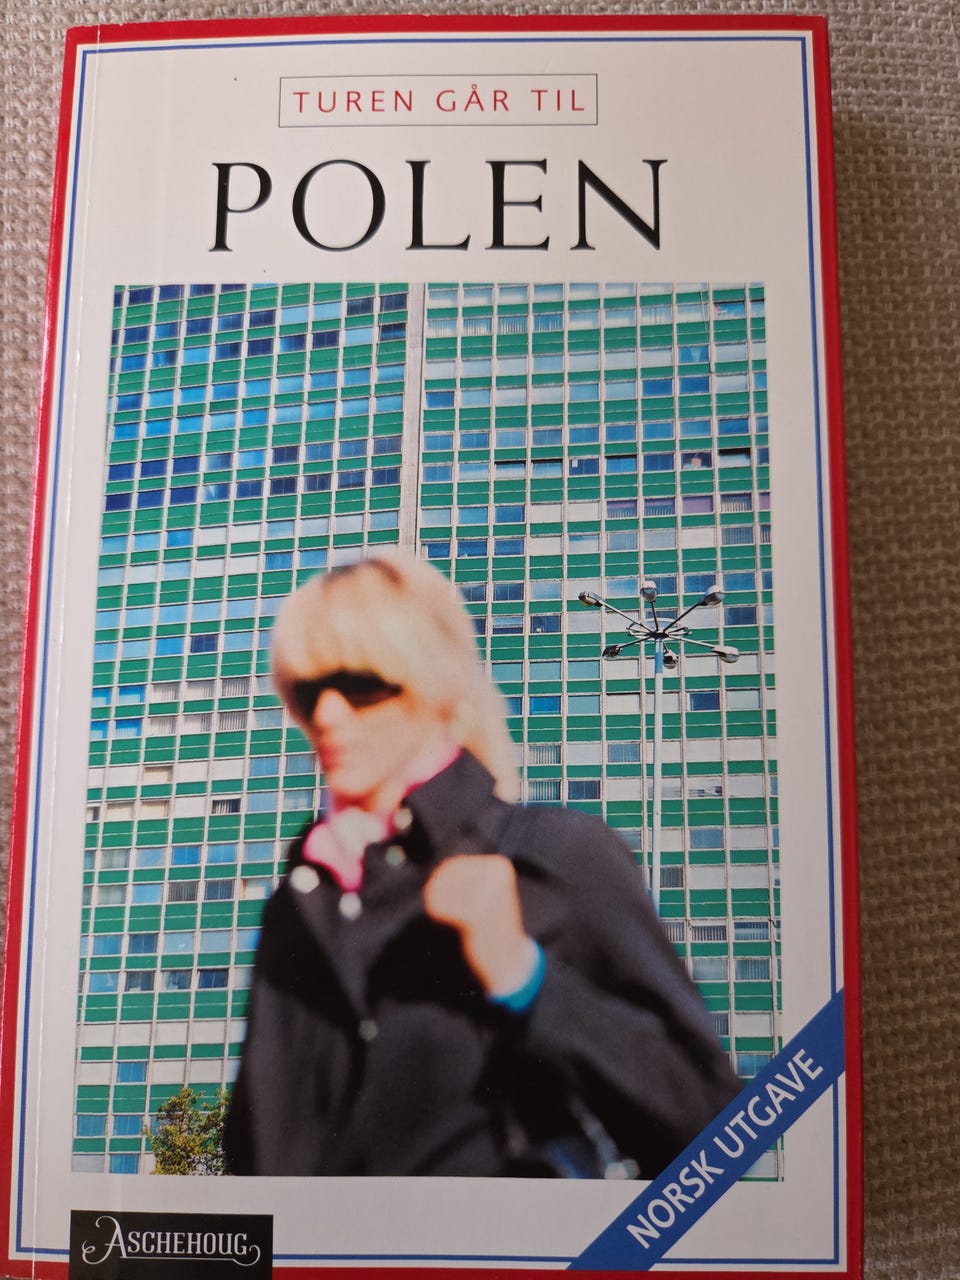 TUREN GÅR TIL
POLEN
NORSK UTGAVE
ASCHEHOUG